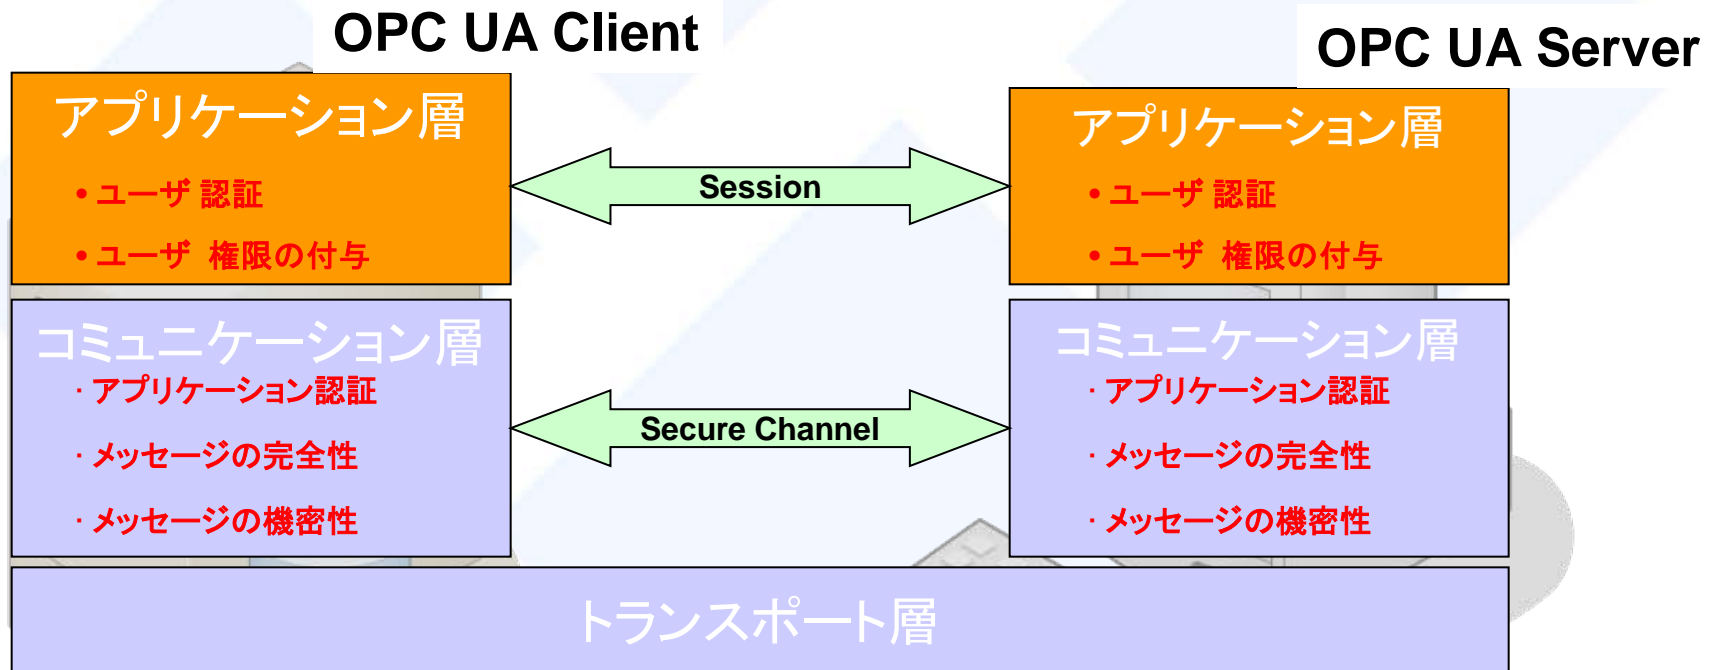 OPC UA Client
OPC UA Server
アプリケーション層
• ユーザ 認証
• ユーザ 権限の付与
Session
アプリケーション層
• ユーザ 認証
• ユーザ 権限の付与
コミュニケーション層
· アプリケーション認証
· メッセージの完全性
· メッセージの機密性
Secure Channel
コミュニケーション層
· アプリケーション認証
· メッセージの完全性
· メッセージの機密性
トランスポート層